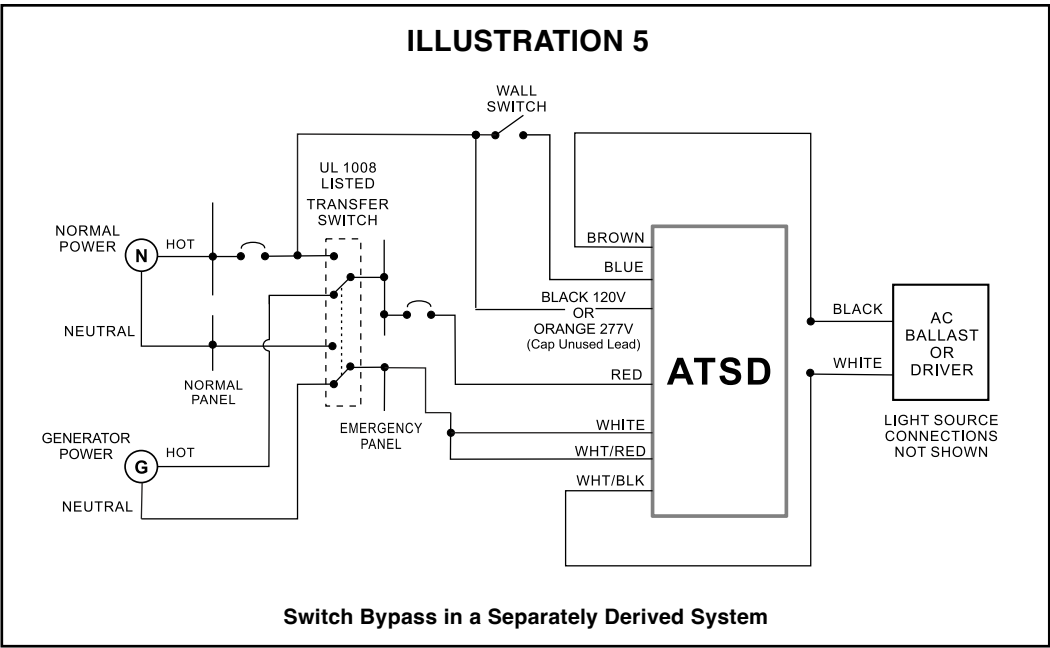 ILLUSTRATION 5
WALL
SWITCH
UL 1008
LISTED
TRANSFER
SWITCH
NORMAL
POWER
N
HOT
NEUTRAL
NORMAL
PANEL
GENERATOR
POWER
G
HOT
NEUTRAL
EMERGENCY
PANEL
BROWN
BLUE
BLACK 120V
OR
ORANGE 277V
(Cap Unused Lead)
RED
WHITE
WHT/RED
WHT/BLK
ATSD
BLACK
WHITE
AC
BALLAST
OR
DRIVER
LIGHT SOURCE
CONNECTIONS
NOT SHOWN
Switch Bypass in a Separately Derived System